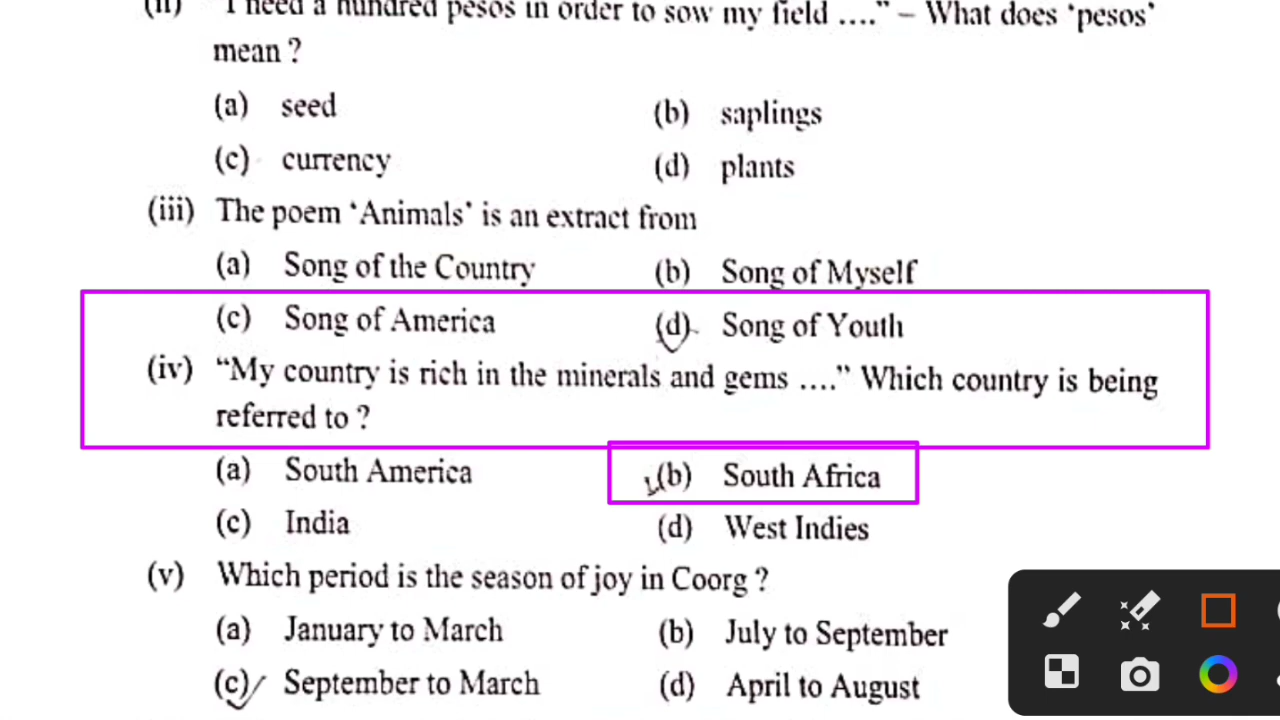 (ii) "I need a hundred pesos in order to sow my field ...." – What does 'pesos'
mean ?
(a) seed (b) saplings
(c) currency (d) plants
(iii) The poem 'Animals' is an extract from
(a) Song of the Country (b) Song of Myself
(c) Song of America (d) Song of Youth
(iv) "My country is rich in the minerals and gems ...." Which country is being
referred to ?
(a) South America (b) South Africa
(c) India (d) West Indies
(v) Which period is the season of joy in Coorg ?
(a) January to March (b) July to September
(c) September to March (d) April to August